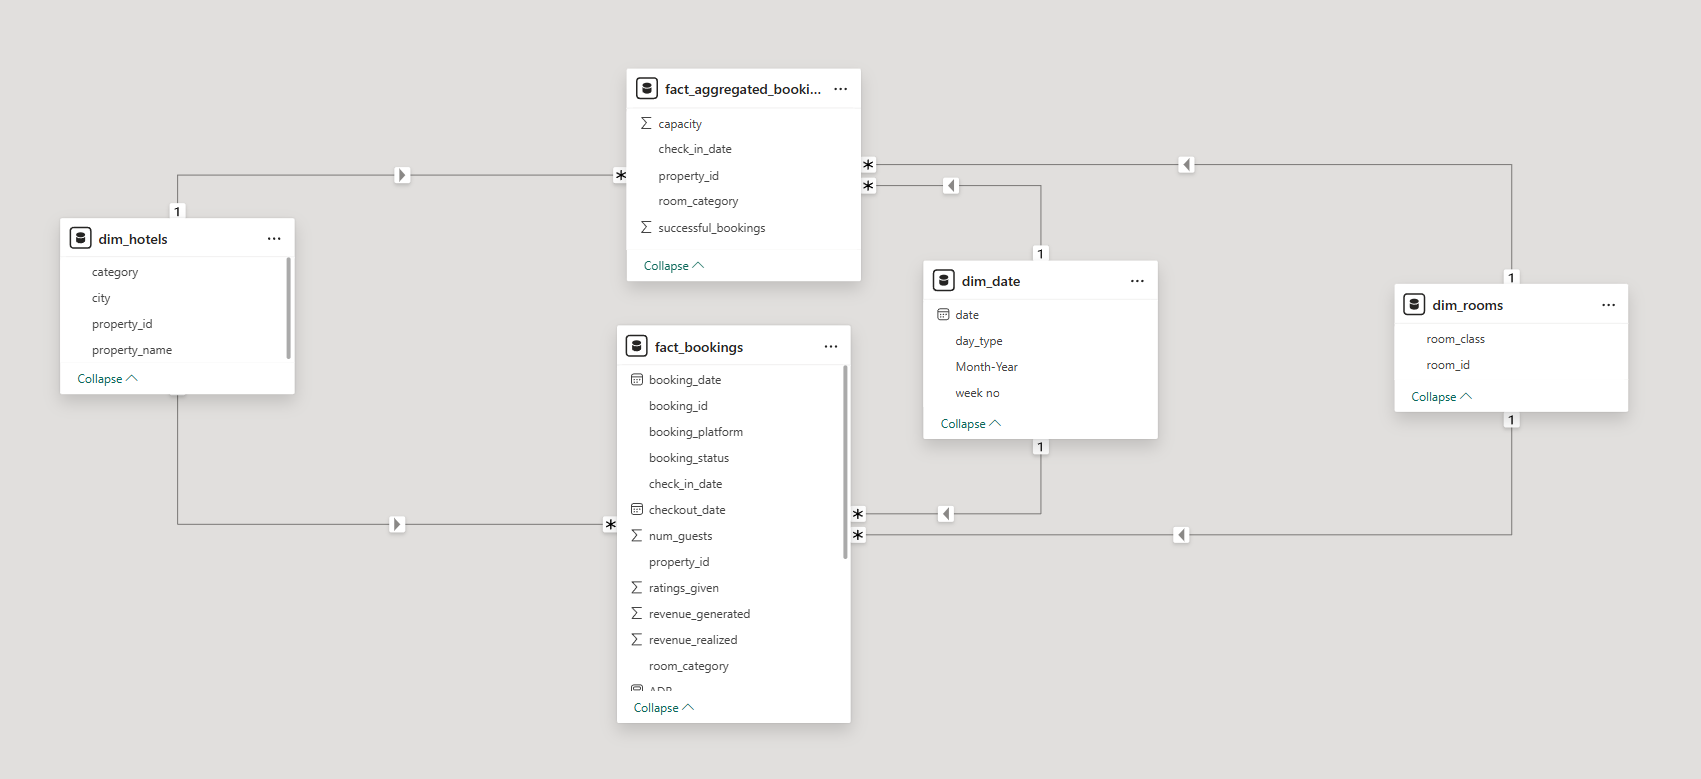 fact_aggregated_booki...
capacity
check_in_date
property_id
room_category
successful_bookings
Collapse
*
*
*
1
dim_hotels
category
city
property_id
property_name
Collapse
1
dim_date
date
day_type
Month-Year
week no
Collapse
1
1
dim_rooms
room_class
room_id
Collapse
1
fact_bookings
booking_date
booking_id
booking_platform
booking_status
check_in_date
checkout_date
num_guests
property_id
ratings_given
revenue_generated
revenue_realized
room_category
Collapse
*
*
*